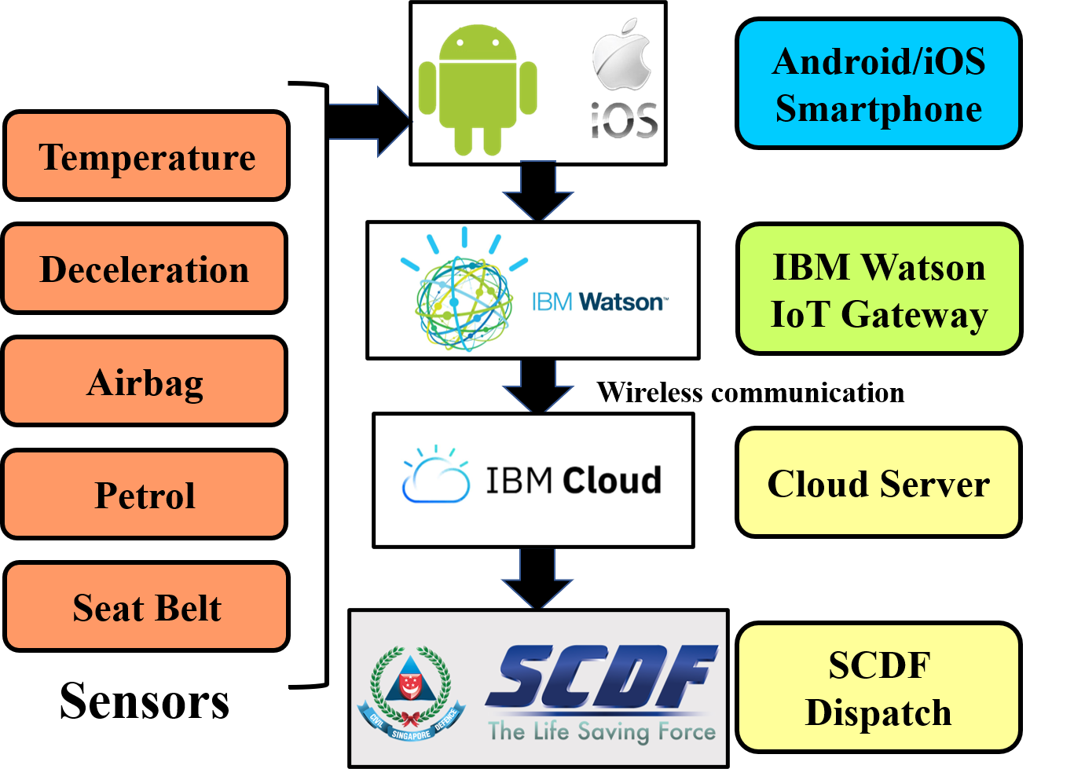 Temperature
Deceleration
Airbag
Petrol
Seat Belt
Sensors
iOS
Android/iOS
Smartphone
IBM Watson™
IBM Watson
IoT Gateway
Wireless communication
IBM Cloud
Cloud Server
CIVIL SINGAPORE DEFENCE
SCDF
The Life Saving Force
SCDF
Dispatch